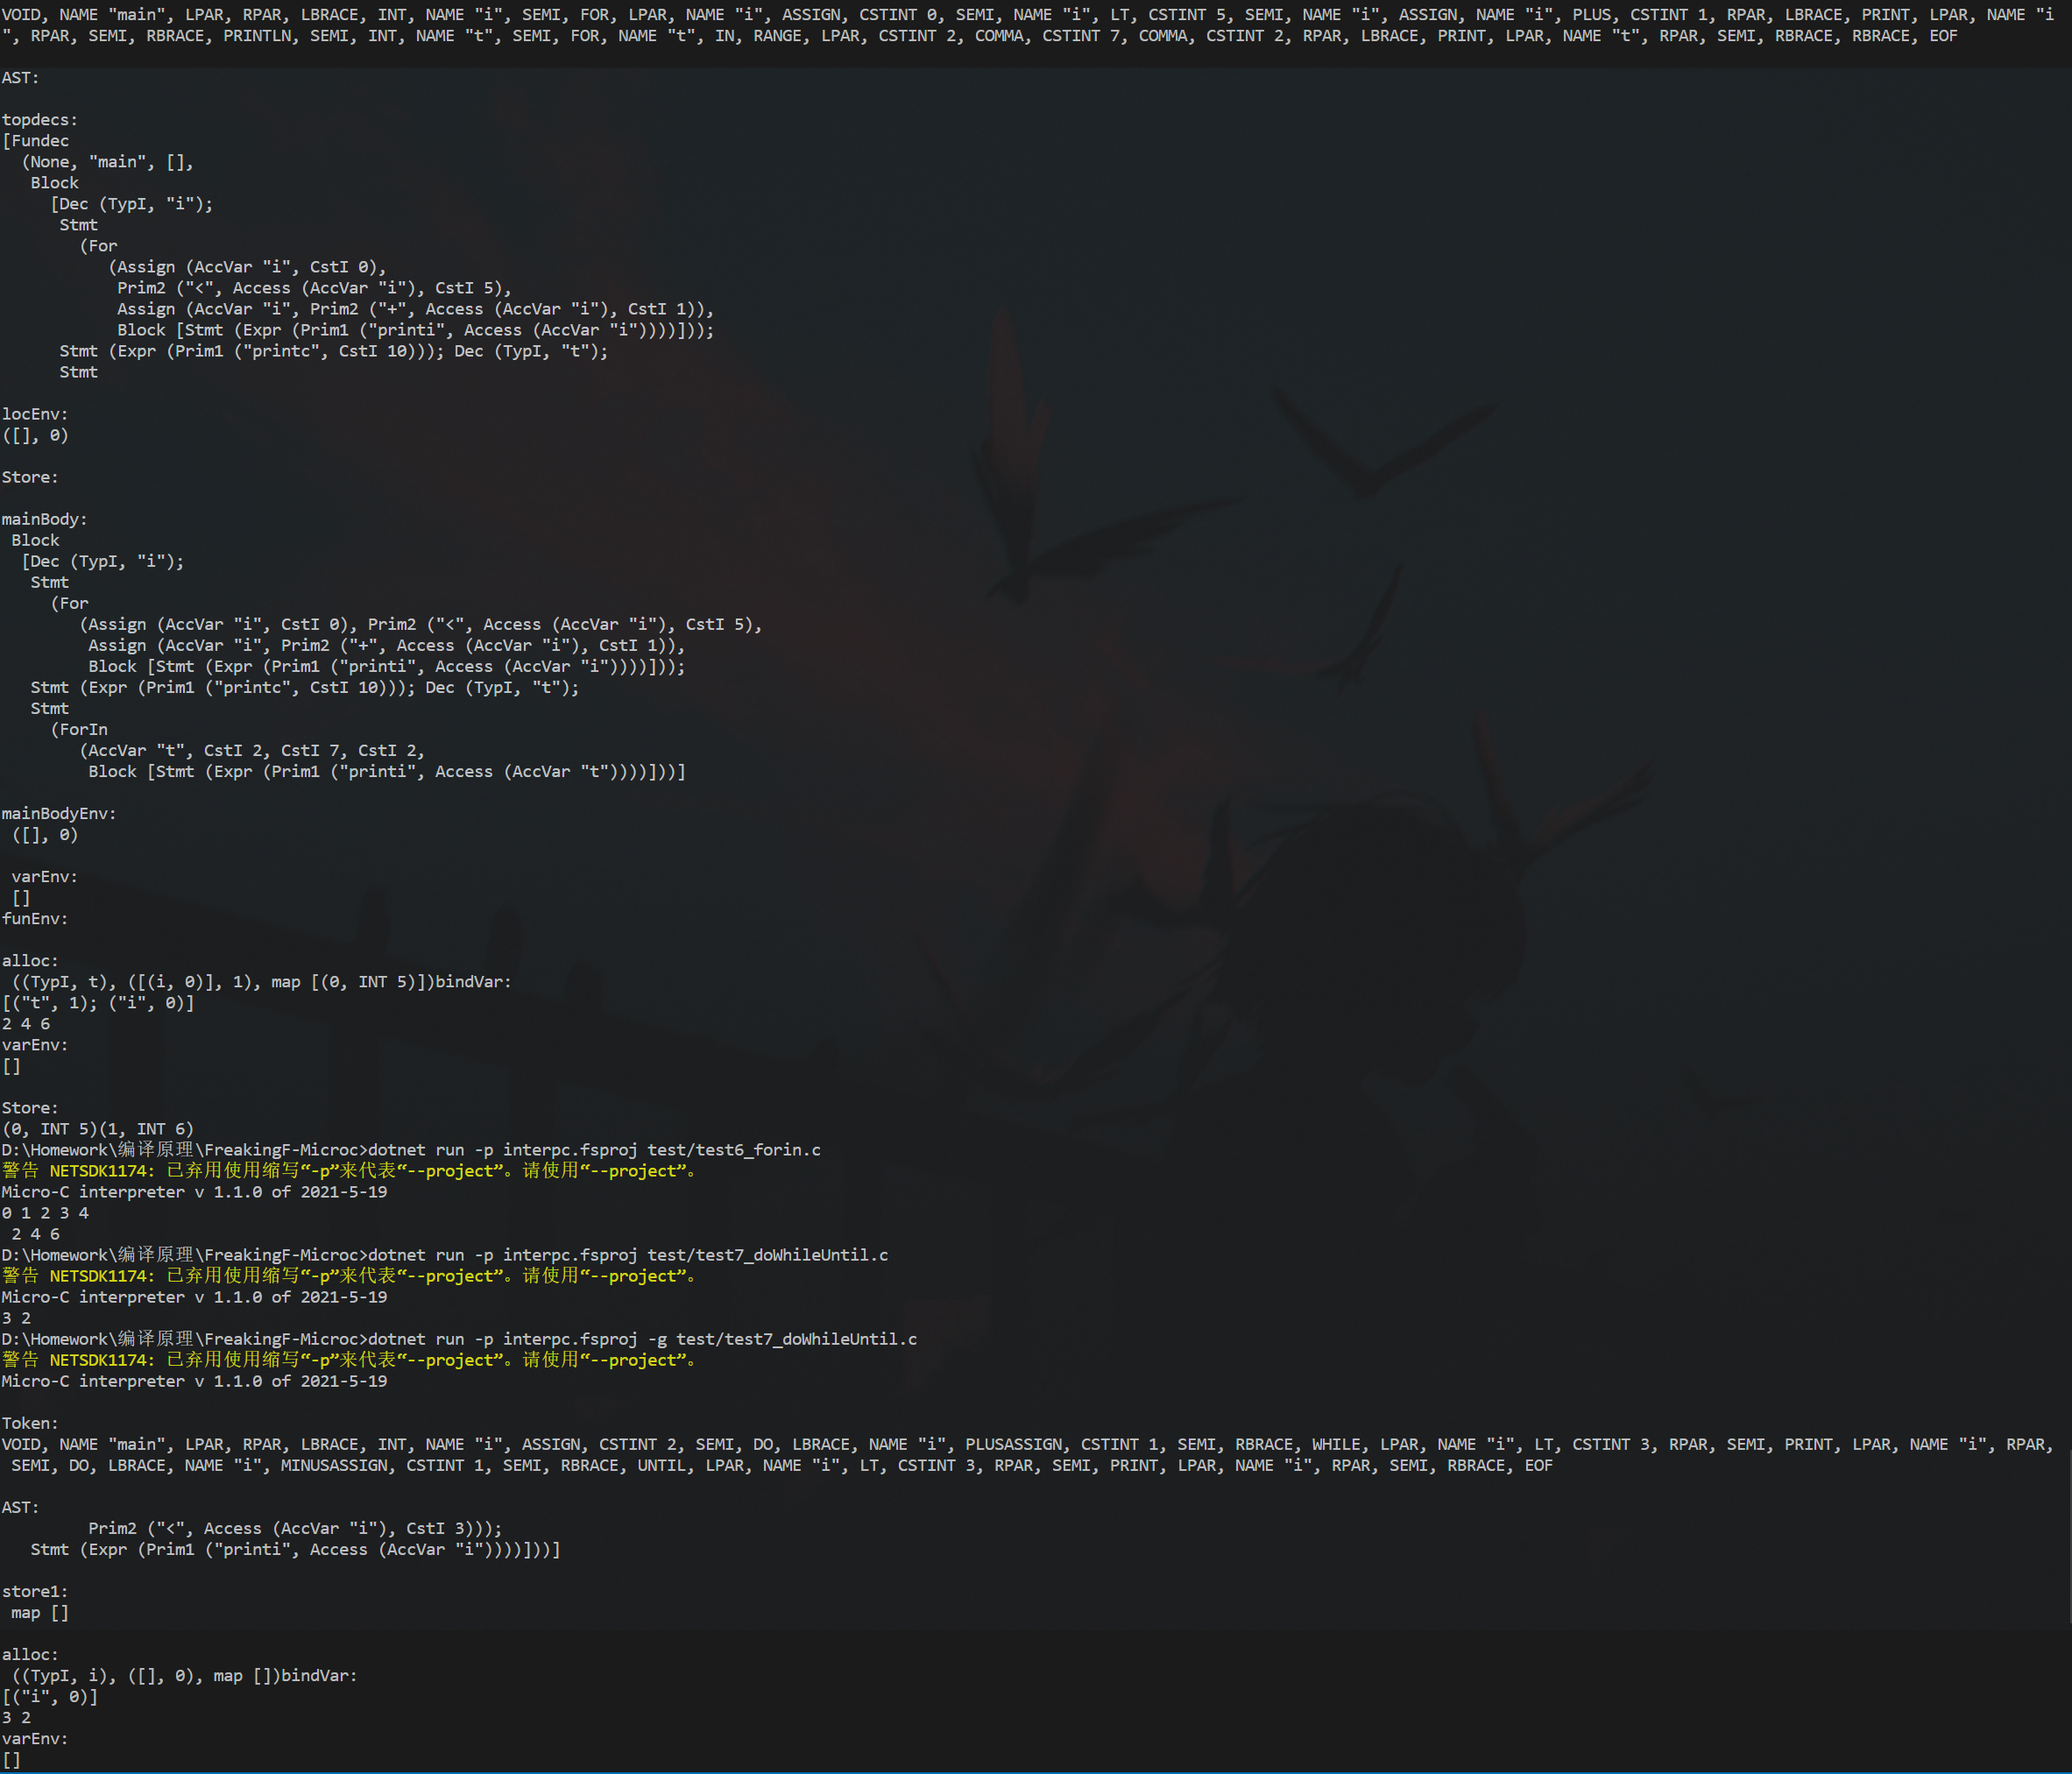 VOID, NAME "main", LPAR, RPAR, LBRACE, INT, NAME "i", SEMI, FOR, LPAR, NAME "i", ASSIGN, CSTINT 0, SEMI, NAME "i", LT, CSTINT 5, SEMI, NAME "i", ASSIGN, NAME "i", PLUS, CSTINT 1, RPAR, LBRACE, PRINT, LPAR, NAME "i
", RPAR, SEMI, RBRACE, PRINTLN, SEMI, INT, NAME "t", SEMI, FOR, NAME "t", IN, RANGE, LPAR, CSTINT 2, COMMA, CSTINT 7, COMMA, CSTINT 2, RPAR, LBRACE, PRINT, LPAR, NAME "t", RPAR, SEMI, RBRACE, RBRACE, EOF
AST:
topdecs:
[Fundec
  (None, "main", [],
   Block
     [Dec (TypI, "i");
      Stmt
        (For
           (Assign (AccVar "i", CstI 0),
            Prim2 ("<", Access (AccVar "i"), CstI 5),
            Assign (AccVar "i", Prim2 ("+", Access (AccVar "i"), CstI 1)),
            Block [Stmt (Expr (Prim1 ("printi", Access (AccVar "i"))))]));
      Stmt (Expr (Prim1 ("printc", CstI 10))); Dec (TypI, "t");
      Stmt
locEnv:
([], 0)
Store:
mainBody:
 Block
  [Dec (TypI, "i");
   Stmt
     (For
        (Assign (AccVar "i", CstI 0), Prim2 ("<", Access (AccVar "i"), CstI 5),
         Assign (AccVar "i", Prim2 ("+", Access (AccVar "i"), CstI 1)),
         Block [Stmt (Expr (Prim1 ("printi", Access (AccVar "i"))))]));
   Stmt (Expr (Prim1 ("printc", CstI 10))); Dec (TypI, "t");
   Stmt
     (ForIn
        (AccVar "t", CstI 2, CstI 7, CstI 2,
         Block [Stmt (Expr (Prim1 ("printi", Access (AccVar "t"))))]))]
mainBodyEnv:
 ([], 0)
 varEnv:
 []
funEnv:
alloc:
 ((TypI, t), ([(i, 0)], 1), map [(0, INT 5)])bindVar:
[("t", 1); ("i", 0)]
2 4 6
varEnv:
[]
Store:
(0, INT 5)(1, INT 6)
D:\Homework\编译原理\FreakingF-Microc>dotnet run -p interpc.fsproj test/test6_forin.c
警告 NETSDK1174: 已弃用使用缩写“-p”来代表“--project”。请使用“--project”。
Micro-C interpreter v 1.1.0 of 2021-5-19
0 1 2 3 4
 2 4 6
D:\Homework\编译原理\FreakingF-Microc>dotnet run -p interpc.fsproj test/test7_doWhileUntil.c
警告 NETSDK1174: 已弃用使用缩写“-p”来代表“--project”。请使用“--project”。
Micro-C interpreter v 1.1.0 of 2021-5-19
3 2
D:\Homework\编译原理\FreakingF-Microc>dotnet run -p interpc.fsproj -g test/test7_doWhileUntil.c
警告 NETSDK1174: 已弃用使用缩写“-p”来代表“--project”。请使用“--project”。
Micro-C interpreter v 1.1.0 of 2021-5-19
Token:
VOID, NAME "main", LPAR, RPAR, LBRACE, INT, NAME "i", ASSIGN, CSTINT 2, SEMI, DO, LBRACE, NAME "i", PLUSASSIGN, CSTINT 1, SEMI, RBRACE, WHILE, LPAR, NAME "i", LT, CSTINT 3, RPAR, SEMI, PRINT, LPAR, NAME "i", RPAR,
 SEMI, DO, LBRACE, NAME "i", MINUSASSIGN, CSTINT 1, SEMI, RBRACE, UNTIL, LPAR, NAME "i", LT, CSTINT 3, RPAR, SEMI, PRINT, LPAR, NAME "i", RPAR, SEMI, RBRACE, EOF
AST:
         Prim2 ("<", Access (AccVar "i"), CstI 3)));
   Stmt (Expr (Prim1 ("printi", Access (AccVar "i"))))]))]
store1:
 map []
alloc:
 ((TypI, i), ([], 0), map [])bindVar:
[("i", 0)]
3 2
varEnv:
[]